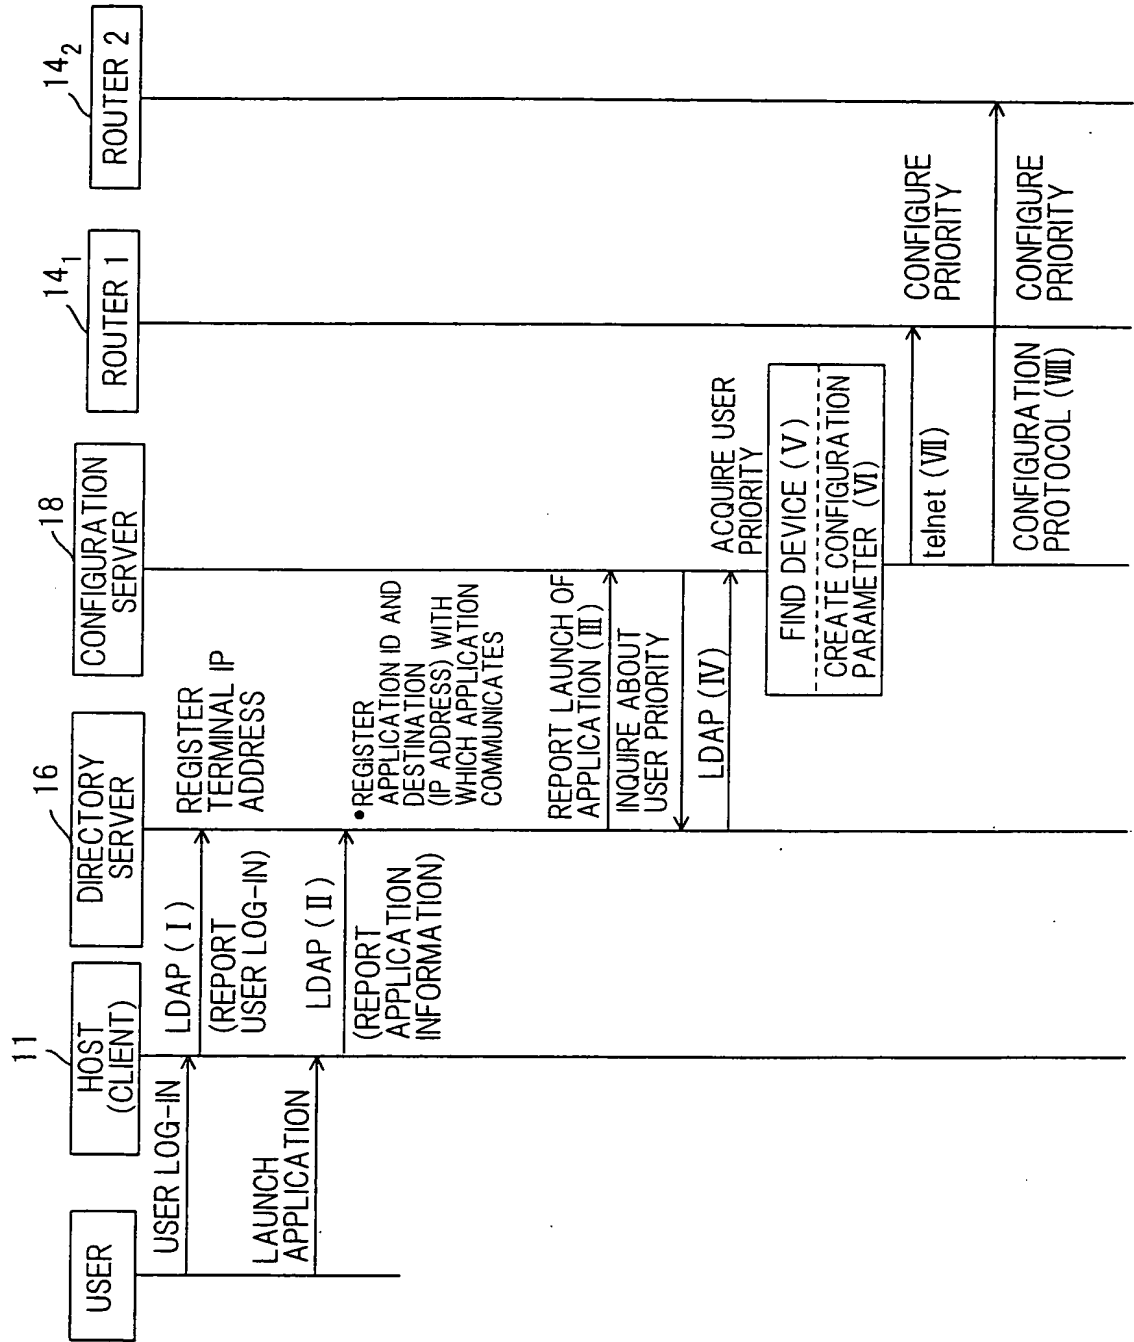 11
16
18
14₁
14₂
USER
HOST
(CLIENT)
DIRECTORY
SERVER
CONFIGURATION
SERVER
ROUTER 1
ROUTER 2
USER LOG-IN
LDAP (Ⅰ)
(REPORT
USER LOG-IN)
REGISTER
TERMINAL IP
ADDRESS
LAUNCH
APPLICATION
LDAP (Ⅱ)
(REPORT
APPLICATION
INFORMATION)
•REGISTER
APPLICATION ID AND
DESTINATION
(IP ADDRESS) WITH
WHICH APPLICATION
COMMUNICATES
REPORT LAUNCH OF
APPLICATION (Ⅲ)
INQUIRE ABOUT
USER PRIORITY
LDAP (Ⅳ)
ACQUIRE USER
PRIORITY
FIND DEVICE (Ⅴ)
CREATE CONFIGURATION
PARAMETER (Ⅵ)
telnet (Ⅶ)
CONFIGURE
PRIORITY
CONFIGURATION
PROTOCOL (Ⅷ)
CONFIGURE
PRIORITY